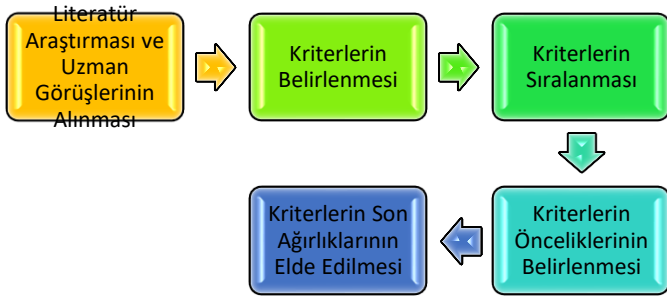 Literatür
Araştırması ve
Uzman
Görüşlerinin
Alınması
Kriterlerin
Belirlenmesi
Kriterlerin
Sıralanması
Kriterlerin
Önceliklerinin
Belirlenmesi
Kriterlerin Son
Ağırlıklarının
Elde Edilmesi